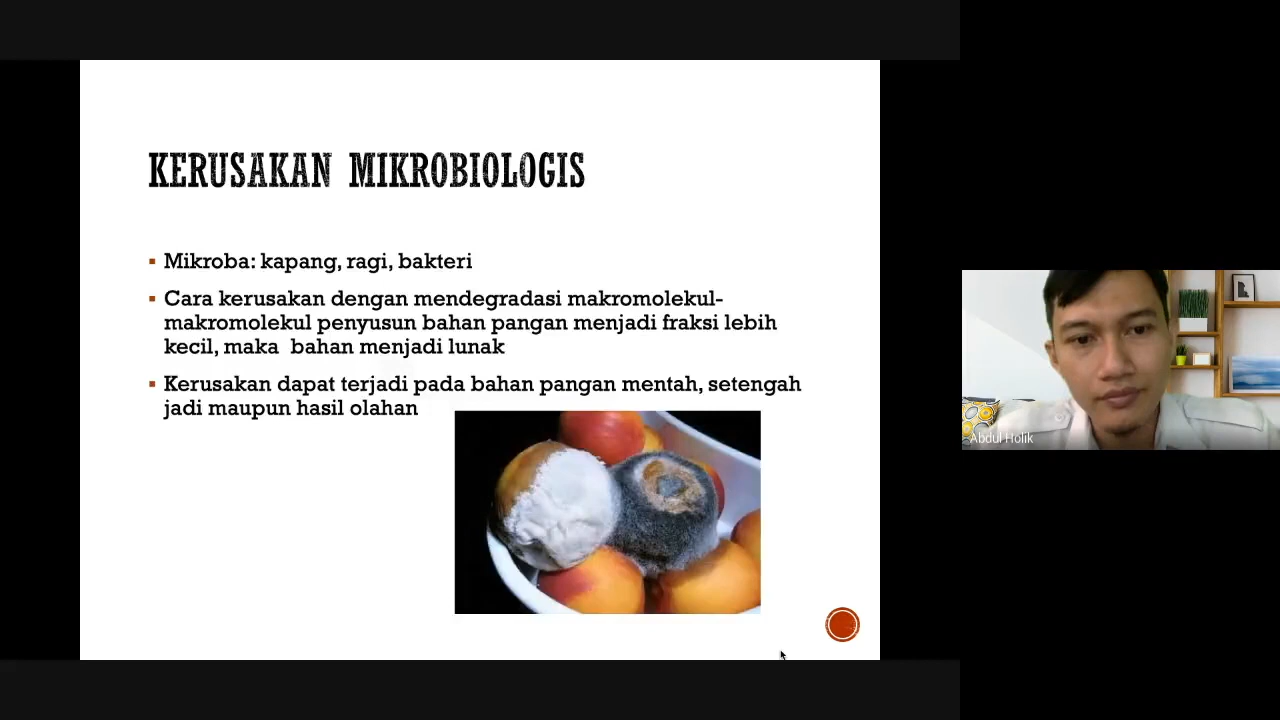 KERUSAKAN MIKROBIOLOGIS
▪ Mikroba: kapang, ragi, bakteri
▪ Cara kerusakan dengan mendegradasi makromolekul-
makromolekul penyusun bahan pangan menjadi fraksi lebih
kecil, maka  bahan menjadi lunak
▪ Kerusakan dapat terjadi pada bahan pangan mentah, setengah
jadi maupun hasil olahan
Abdul Holik